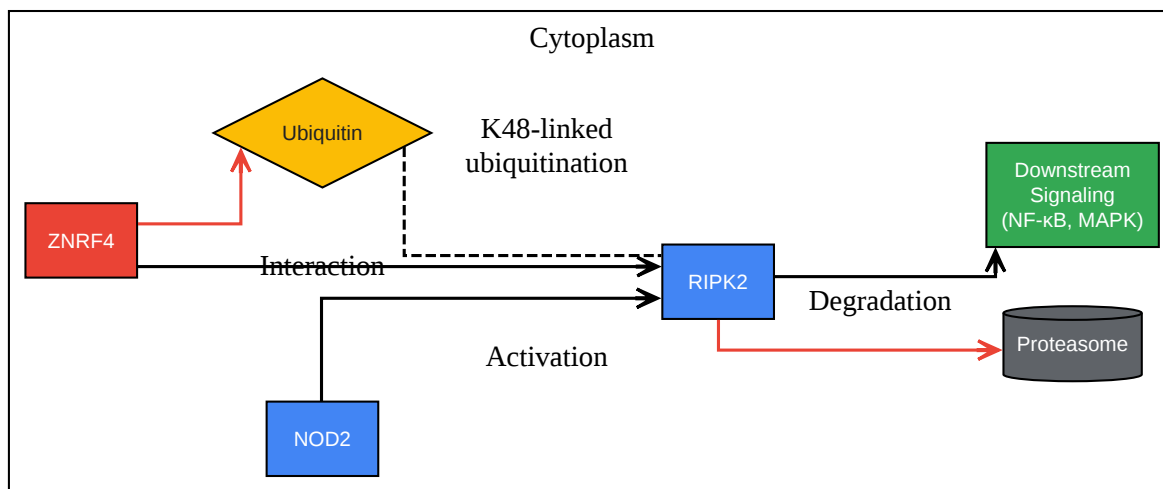 Cytoplasm
Ubiquitin
K48-linked
ubiquitination
Downstream
Signaling
(NF-κB, MAPK)
ZNRF4
Interaction
RIPK2
Degradation
Proteasome
Activation
NOD2